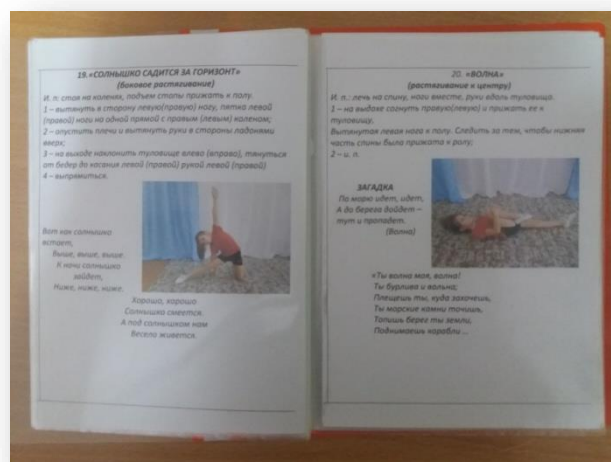 19.«СОЛНЫШКО САДИТСЯ ЗА ГОРИЗОНТ»
(боковое растягивание)
И. п: стоя на коленях, подъем стопы прижать к полу.
1 – вытянуть в сторону левую(правую) ногу, пятка левой
(правой) ноги на одной прямой с правым (левым) коленом;
2 – опустить плечи и вытянуть руки в стороны ладонями
вверх;
3 – на выходе наклонить туловище влево (вправо), тянуться
от бедер до касания левой (правой) рукой левой (правой)
4 – выпрямиться.
Вот как солнышко
встает,
Выше, выше, выше.
К ночи солнышко
зайдет,
Ниже, ниже, ниже.
Хорошо, хорошо
Солнышко смеется.
А под солнышком нам
Весело живется.
20. «ВОЛНА»
(растягивание к центру)
И. п.: лечь на спину, ноги вместе, руки вдоль туловища.
1 – на выдохе согнуть правую(левую) и прижать ее к
туловищу.
Вытянутая левая нога к полу. Следить за тем, чтобы нижняя
часть спины была прижата к полу;
2 – и. п.
ЗАГАДКА
По морю идет, идет,
А до берега дойдет –
тут и пропадет.
(Волна)
«Ты волна моя, волна!
Ты бурлива и вольна;
Плещешь ты, куда захочешь,
Ты морские камни точишь,
Топишь берег ты земли,
Поднимаешь корабли ..